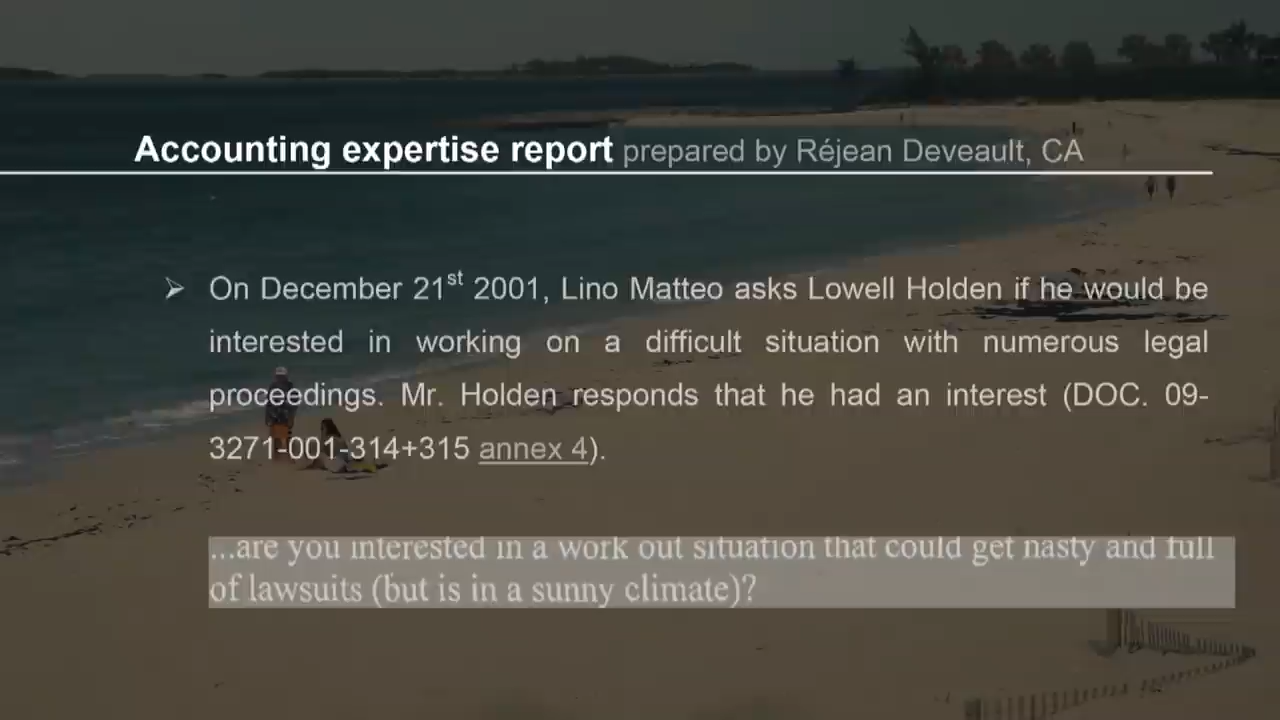 Accounting expertise report prepared by Réjean Deveault, CA
➢ On December 21st 2001, Lino Matteo asks Lowell Holden if he would be
interested in working on a difficult situation with numerous legal
proceedings. Mr. Holden responds that he had an interest (DOC. 09-
3271-001-314+315 annex 4).
...are you interested in a work out situation that could get nasty and full
of lawsuits (but is in a sunny climate)?